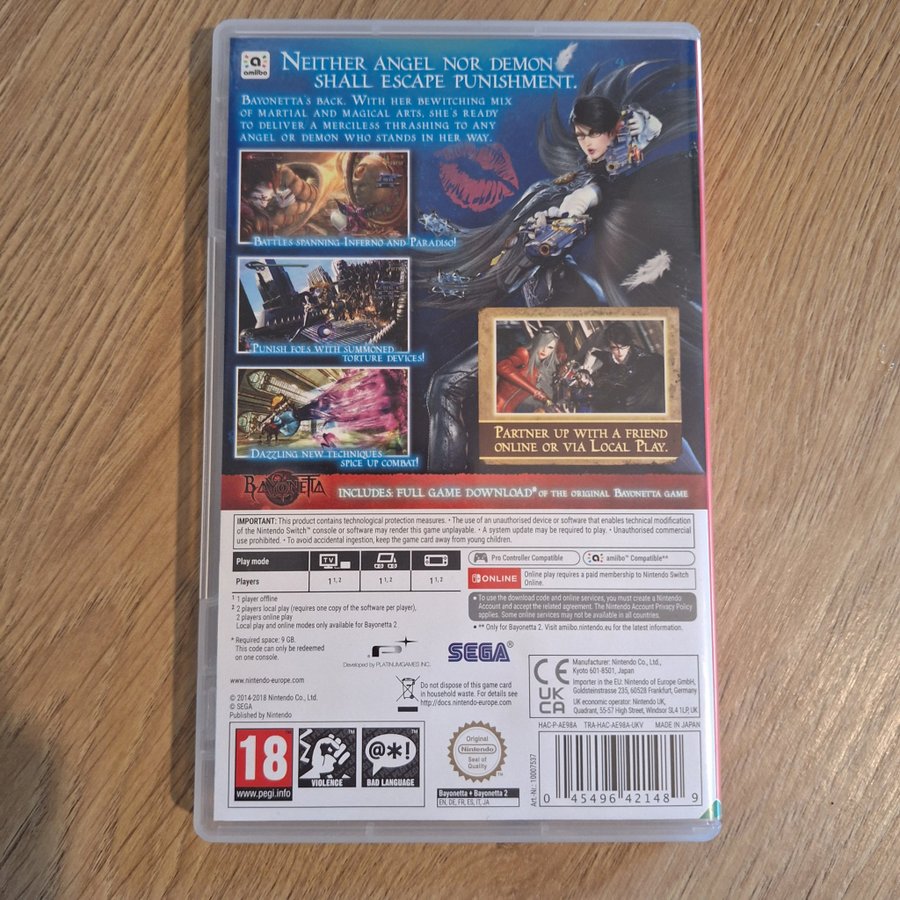 amiibo
NEITHER ANGEL NOR DEMON
SHALL ESCAPE PUNISHMENT.
BAYONETTA'S BACK. WITH HER BEWITCHING MIX
OF MARTIAL AND MAGICAL ARTS, SHE'S READY
TO DELIVER A MERCILESS THRASHING TO ANY
ANGEL OR DEMON WHO STANDS IN HER WAY.
BATTLES SPANNING INFERNO AND PARADISO!
PUNISH FOES WITH SUMMONED
TORTURE DEVICES!
DAZZLING NEW TECHNIQUES
SPICE UP COMBAT!
PARTNER UP WITH A FRIEND
ONLINE OR VIA LOCAL PLAY.
BAYONETTA
INCLUDES: FULL GAME DOWNLOAD* OF THE ORIGINAL BAYONETTA GAME
IMPORTANT: This product contains technological protection measures. • The use of an unauthorised device or software that enables technical modification
of the Nintendo Switch™ console or software may render this game unplayable. • A system update may be required to play. • Unauthorised commercial
use prohibited. • To avoid accidental ingestion, keep the game card away from young children.
Play mode TV
Players 1 1, 2 1 1, 2 1 1, 2
Pro Controller Compatible
amiibo™ Compatible**
ONLINE
Online play requires a paid membership to Nintendo Switch
Online.
• To use the download code and online services, you must create a Nintendo
Account and accept the related agreement. The Nintendo Account Privacy Policy
applies. Some online services may not be available in all countries.
• ** Only for Bayonetta 2. Visit amiibo.nintendo.eu for the latest information.
1 1 player offline
2 2 players local play (requires one copy of the software per player),
2 players online play
Local play and online modes only available for Bayonetta 2
* Required space: 9 GB.
This code can only be redeemed
on one console.
P
Developed by PLATINUMGAMES INC.
SEGA®
www.nintendo-europe.com
© 2014-2018 Nintendo Co., Ltd.
© SEGA
Published by Nintendo
Do not dispose of this game card
in household waste. For details see
http://docs.nintendo-europe.com
CE
UK
CA
Manufacturer: Nintendo Co., Ltd.,
Kyoto 601-8501, Japan
Importer in the EU: Nintendo of Europe GmbH,
Goldsteinstrasse 235, 60528 Frankfurt, Germany
UK economic operator: Nintendo UK,
Quadrant, 55-57 High Street, Windsor SL4 1LP, UK
HAC-P-AE98A TRA-HAC-AE98A-UKV MADE IN JAPAN
18
www.pegi.info
VIOLENCE
@*!
BAD LANGUAGE
Original
Nintendo
Seal of
Quality
Bayonetta + Bayonetta 2
EN, DE, FR, ES, IT, JA
Art.-Nr.: 10007537
0 45496 42148 9